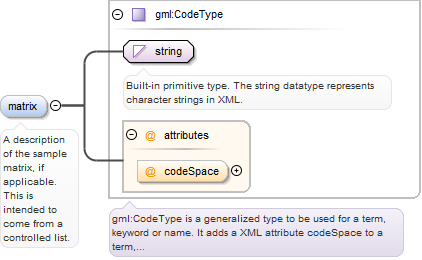 gml:CodeType
string
Built-in primitive type. The string datatype represents
character strings in XML.
matrix
A description
of the sample
matrix, if
applicable.
This is
intended to
come from a
controlled list.
@ attributes
@ codeSpace
gml:CodeType is a generalized type to be used for a term,
keyword or name. It adds a XML attribute codeSpace to a
term,...